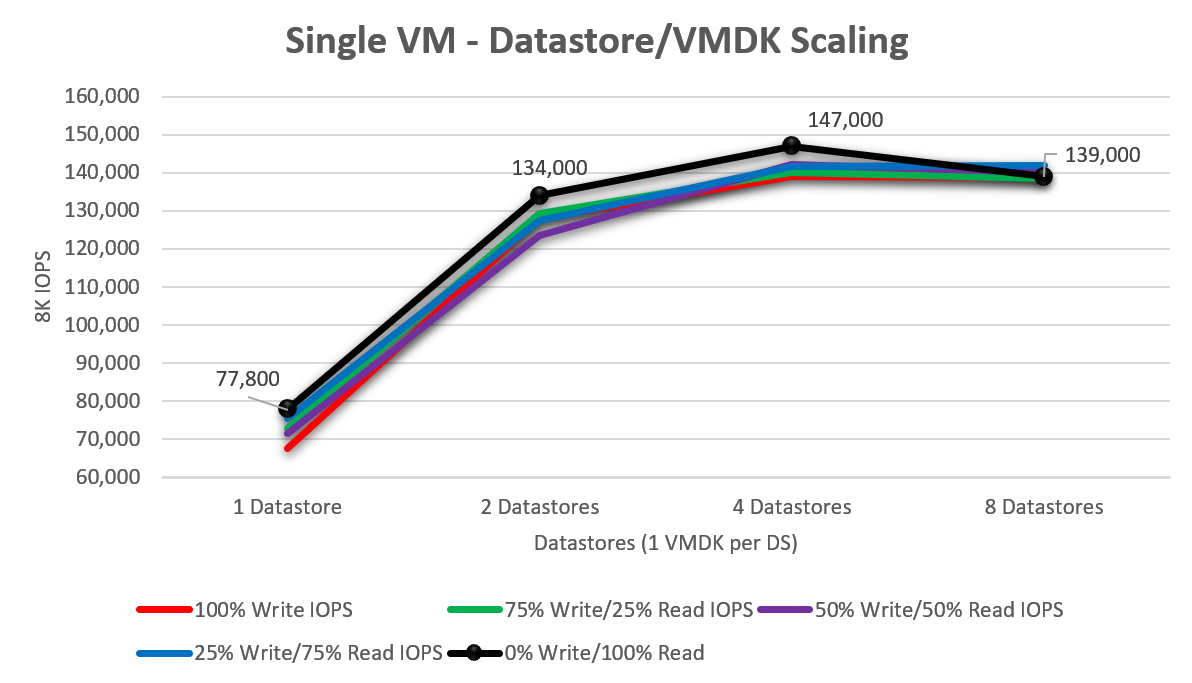 Single VM - Datastore/VMDK Scaling
160,000
150,000
140,000
130,000
120,000
110,000
100,000
90,000
80,000
70,000
60,000
8K IOPS
77,800
134,000
147,000
139,000
1 Datastore
2 Datastores
4 Datastores
8 Datastores
Datastores (1 VMDK per DS)
100% Write IOPS
75% Write/25% Read IOPS
50% Write/50% Read IOPS
25% Write/75% Read IOPS
0% Write/100% Read